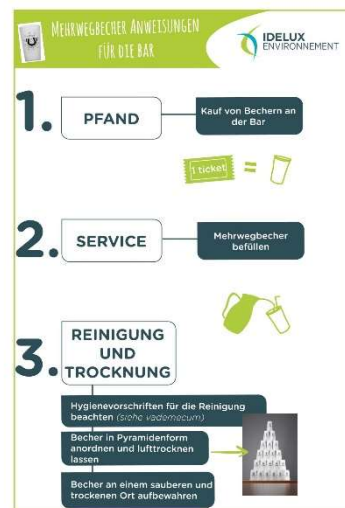 MEHRWEGBECHER ANWEISUNGEN
FÜR DIE BAR
IDELUX
ENVIRONNEMENT
1.
PFAND
Kauf von Bechern an
der Bar
1 ticket
=
2.
SERVICE
Mehrwegbecher
befüllen
3.
REINIGUNG
UND
TROCKNUNG
Hygienevorschriften für die Reinigung
beachten (siehe vademecum)
Becher in Pyramidenform
anordnen und lufttrocknen
lassen
Becher an einem sauberen und
trockenen Ort aufbewahren